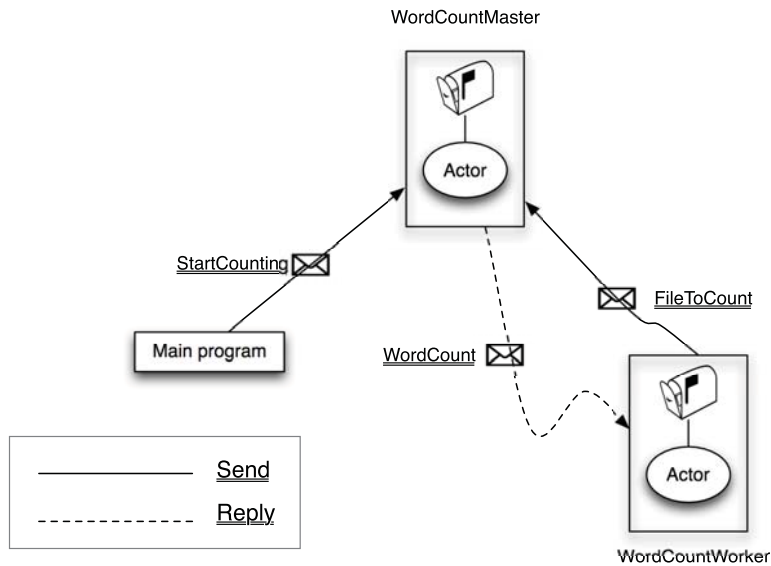 WordCountMaster
Actor
StartCounting
FileToCount
Main program
WordCount
Actor
Send
Reply
WordCountWorker